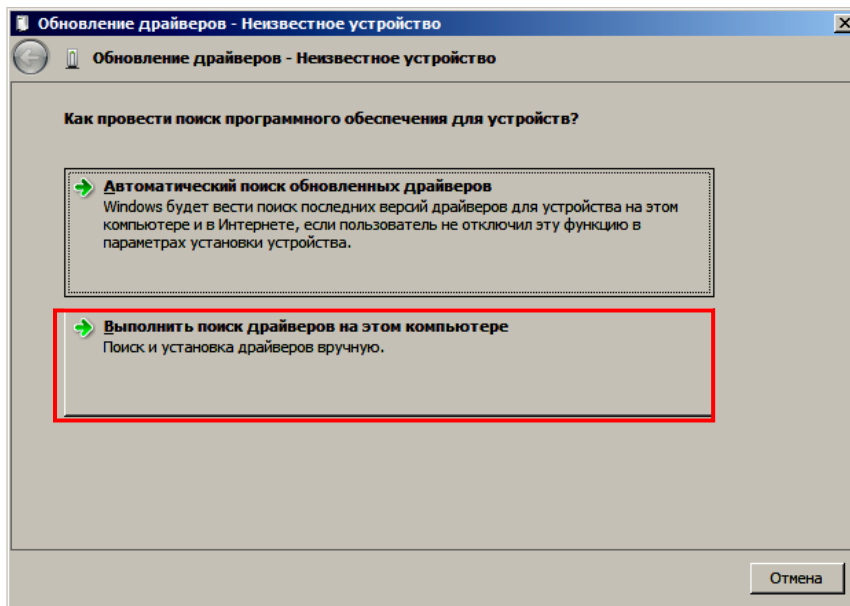 Обновление драйверов - Неизвестное устройство
Обновление драйверов - Неизвестное устройство
Как провести поиск программного обеспечения для устройств?
Автоматический поиск обновленных драйверов
Windows будет вести поиск последних версий драйверов для устройства на этом
компьютере и в Интернете, если пользователь не отключил эту функцию в
параметрах установки устройства.
Выполнить поиск драйверов на этом компьютере
Поиск и установка драйверов вручную.
Отмена